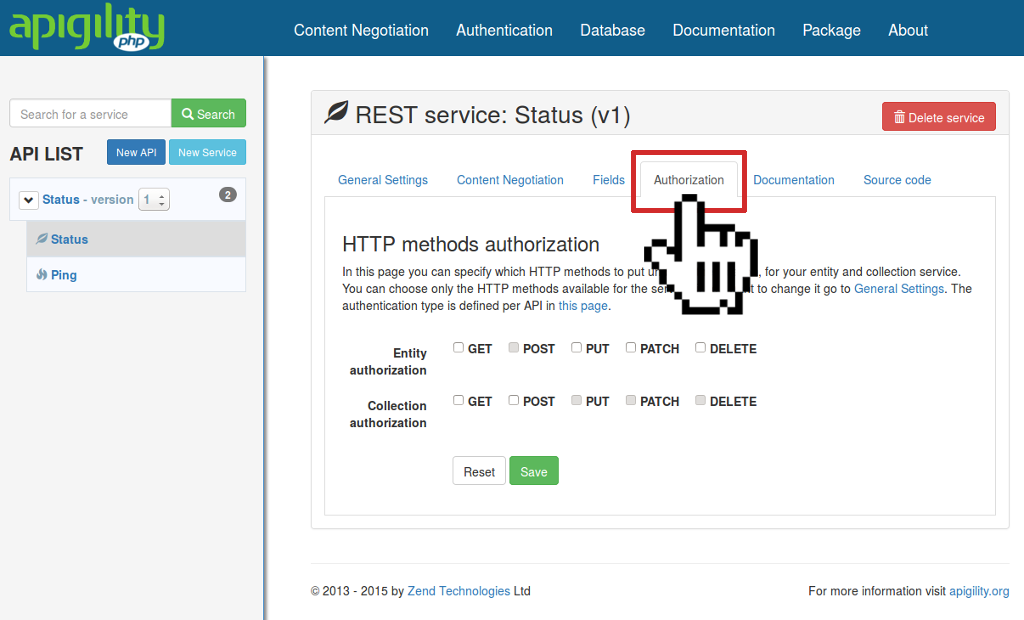 apigility
php
Content Negotiation Authentication Database Documentation Package About
Search for a service Search
API LIST New API New Service
Status - version 1 2
Status
Ping
REST service: Status (v1) Delete service
General Settings Content Negotiation Fields Authorization Documentation Source code
HTTP methods authorization
In this page you can specify which HTTP methods to put , for your entity and collection service.
You can choose only the HTTP methods available for the to change it go to General Settings. The
authentication type is defined per API in this page.
Entity authorization GET POST PUT PATCH DELETE
Collection authorization GET POST PUT PATCH DELETE
Reset Save
© 2013 - 2015 by Zend Technologies Ltd For more information visit apigility.org